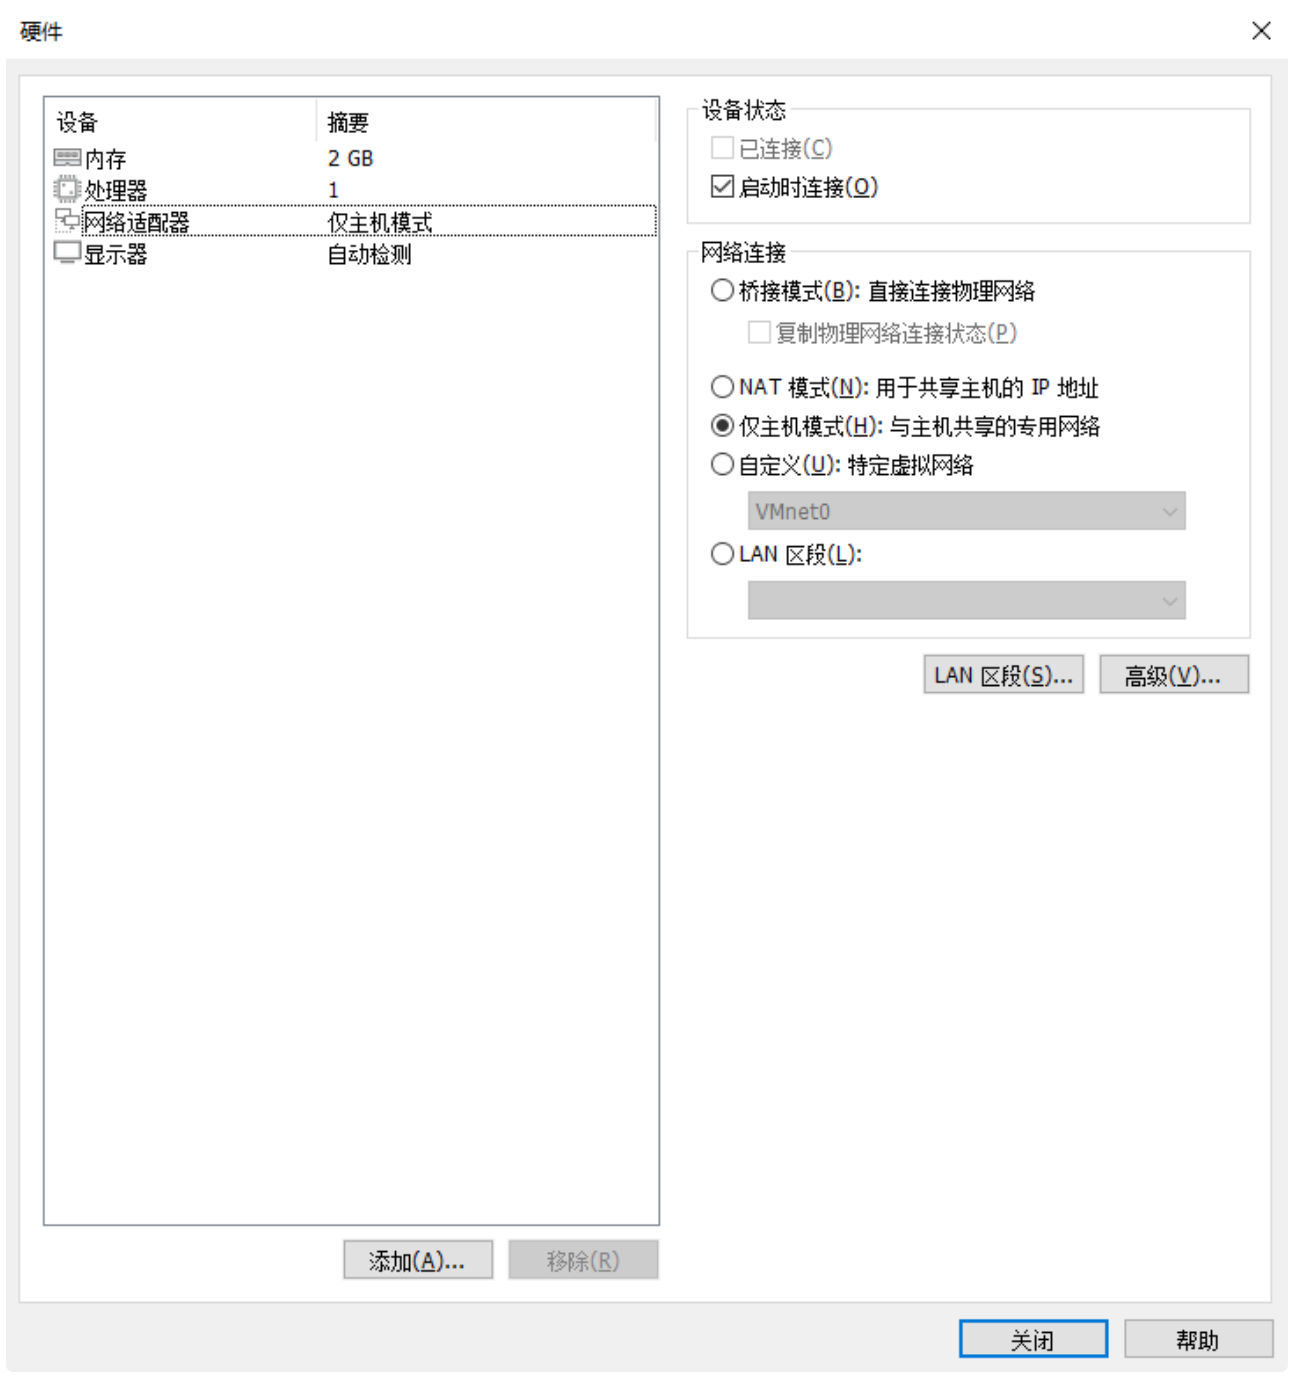 硬件
设备 摘要
内存 2 GB
处理器 1
网络适配器 仅主机模式
显示器 自动检测
添加(A)... 移除(R)
设备状态
已连接(C)
启动时连接(O)
网络连接
桥接模式(B): 直接连接物理网络
复制物理网络连接状态(P)
NAT 模式(N): 用于共享主机的 IP 地址
仅主机模式(H): 与主机共享的专用网络
自定义(U): 特定虚拟网络
VMnet0
LAN 区段(L):
LAN 区段(S)... 高级(V)...
关闭 帮助